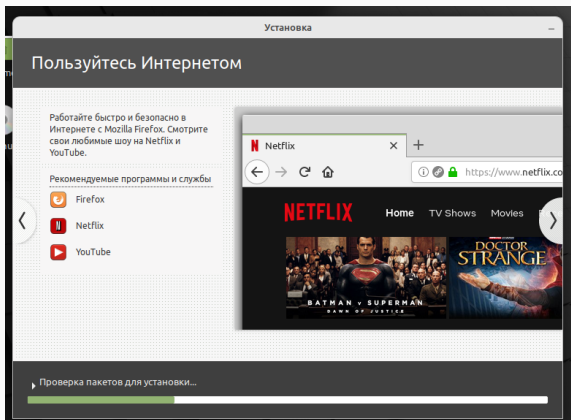 Установка
Пользуйтесь Интернетом
Работайте быстро и безопасно в
Интернете с Mozilla Firefox. Смотрите
свои любимые шоу на Netflix и
YouTube.
Рекомендуемые программы и службы
Firefox
Netflix
YouTube
Netflix
https://www.netflix.co
NETFLIX
Home TV Shows Movies
BATMAN v SUPERMAN
DAWN OF JUSTICE
DOCTOR
STRANGE
Проверка пакетов для установки...